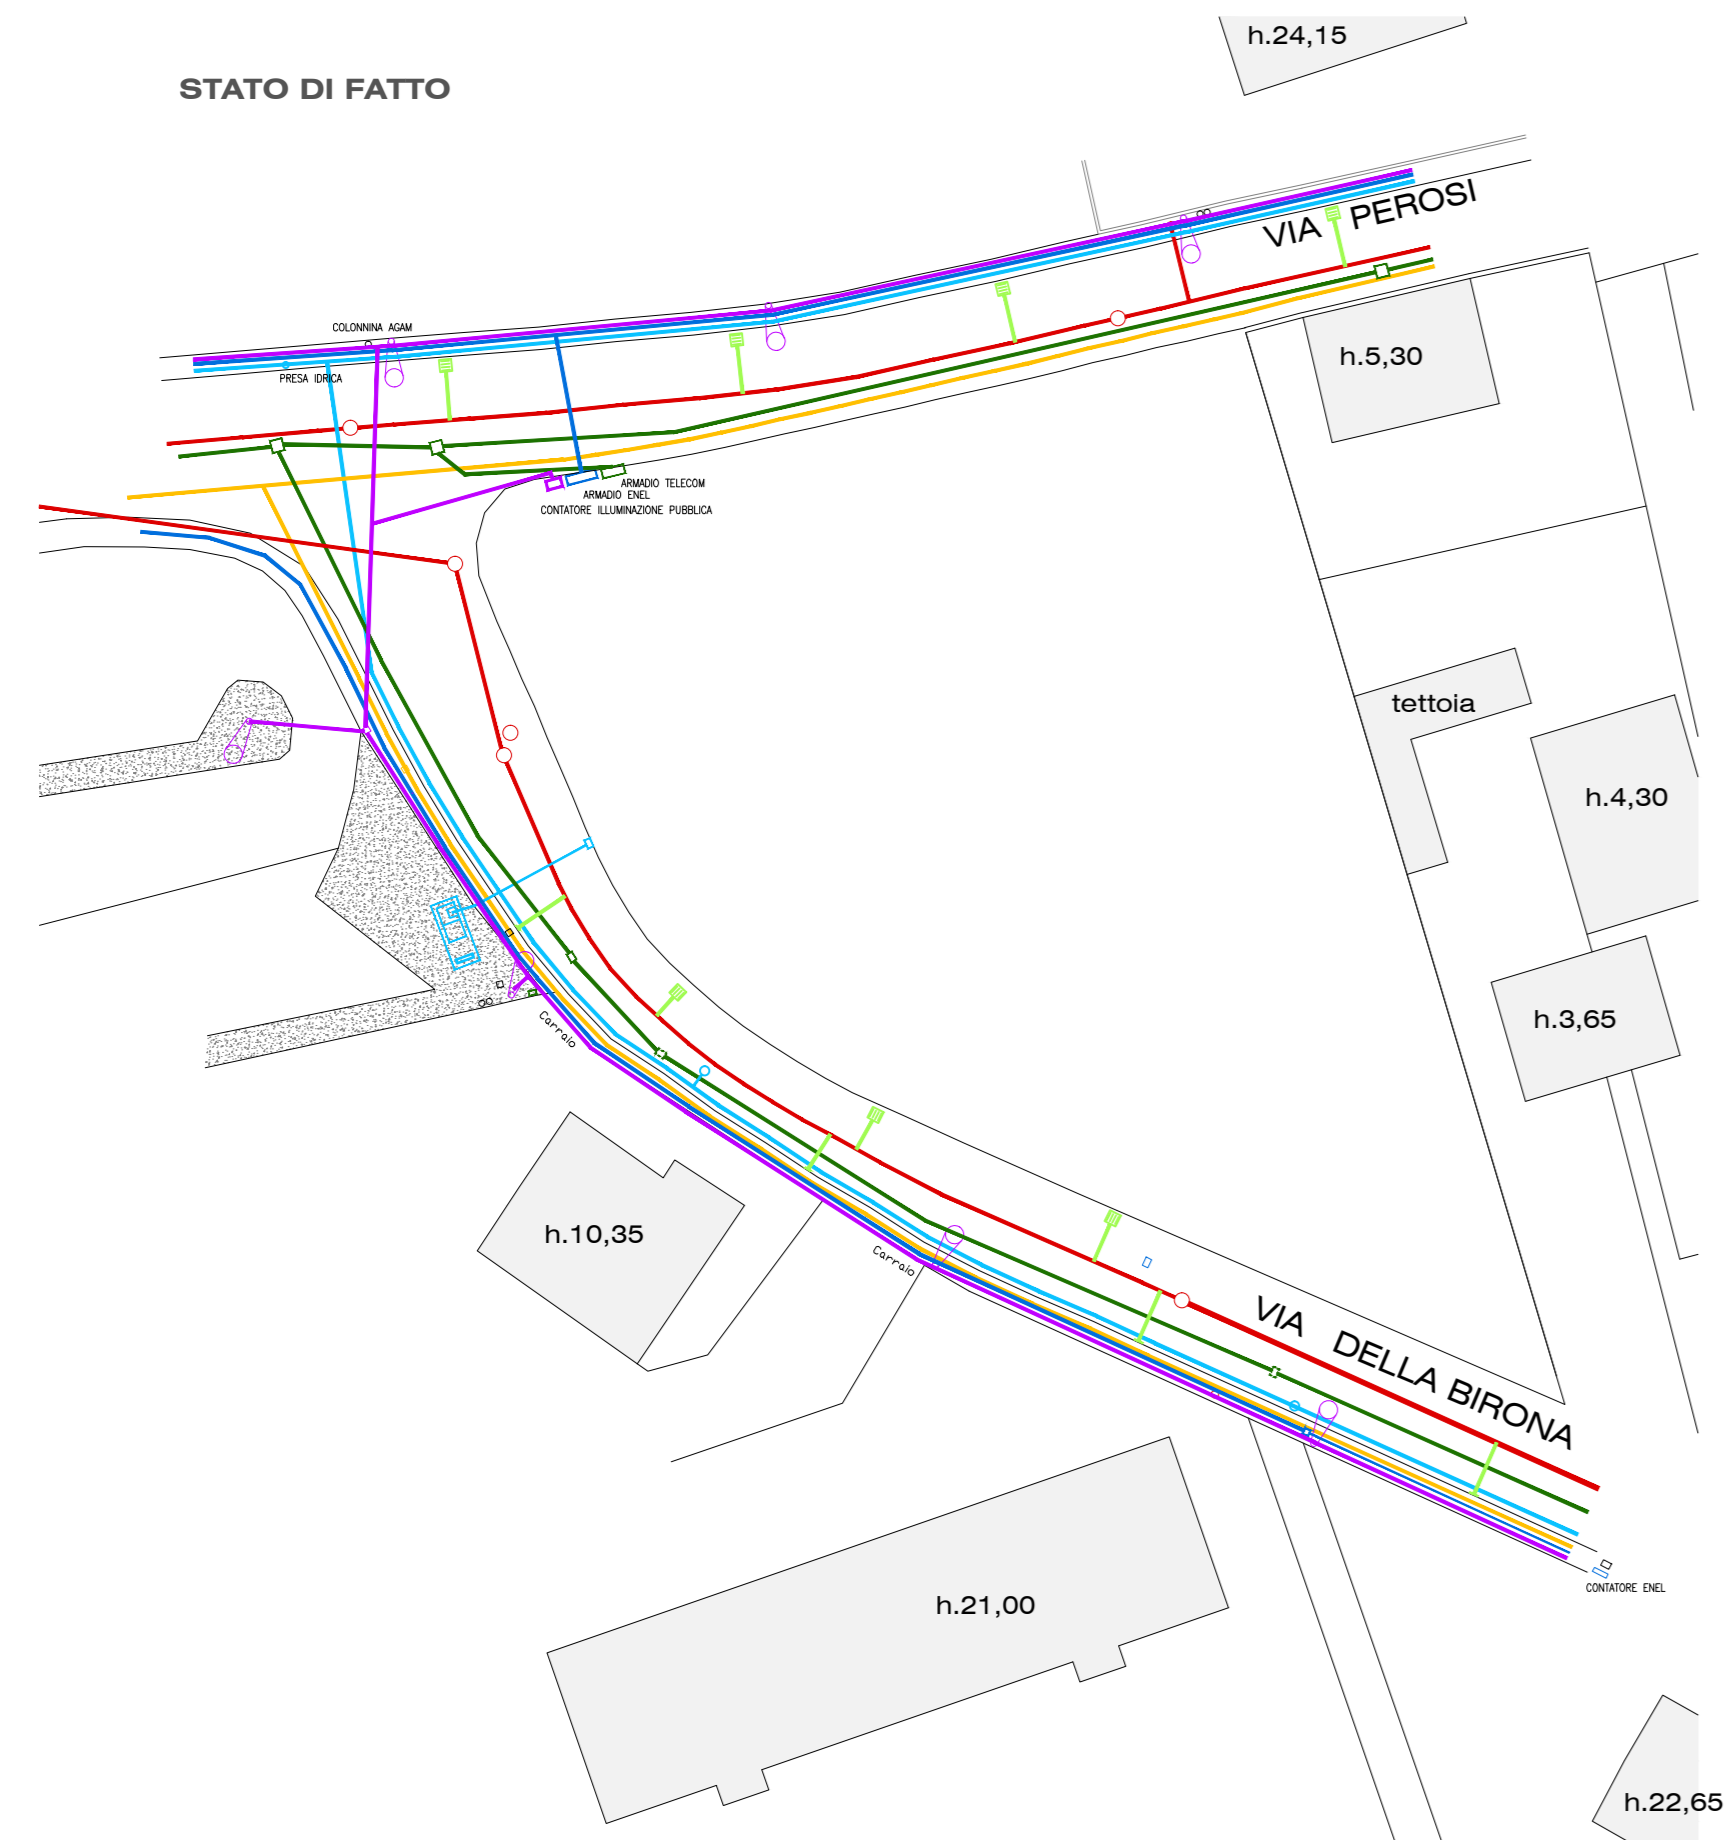 h.24,15
STATO DI FATTO
VIA PEROSI
COLONNINA AGAM
PRESA IDRICA
h.5,30
ARMADIO TELECOM
ARMADIO ENEL
CONTATORE ILLUMINAZIONE PUBBLICA
tettoia
h.4,30
h.3,65
Carraio
h.10,35
Carraio
VIA DELLA BIRONA
CONTATORE ENEL
h.21,00
h.22,65